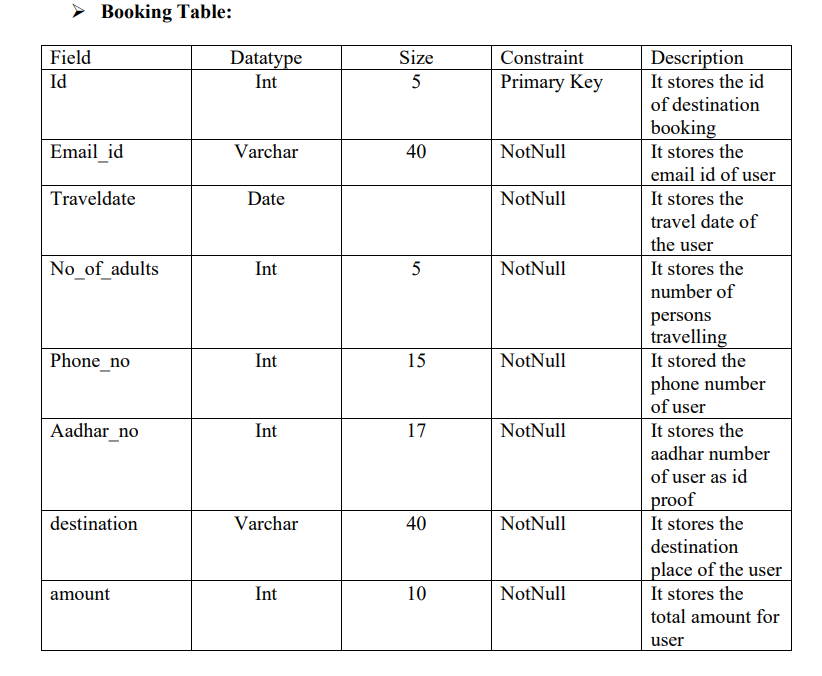 ➢ Booking Table:
Field Datatype Size Constraint Description
Id Int 5 Primary Key It stores the id
of destination
booking
Email_id Varchar 40 NotNull It stores the
email id of user
Traveldate Date NotNull It stores the
travel date of
the user
No_of_adults Int 5 NotNull It stores the
number of
persons
travelling
Phone_no Int 15 NotNull It stored the
phone number
of user
Aadhar_no Int 17 NotNull It stores the
aadhar number
of user as id
proof
destination Varchar 40 NotNull It stores the
destination
place of the user
amount Int 10 NotNull It stores the
total amount for
user